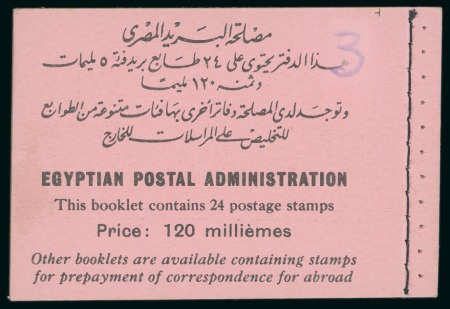 مصلحة البريد المصرى
3
هذا الدفتر يحتوى على ٢٤ طابع بريد فئة ٥ مليمات
وثمنه ١٢٠ مليما
وتوجد لدى المصلحة دفاتر أخرى بها فئات متنوعة من الطوابع
للتخليص على المراسلات للخارج
EGYPTIAN POSTAL ADMINISTRATION
This booklet contains 24 postage stamps
Price: 120 millièmes
Other booklets are available containing stamps
for prepayment of correspondence for abroad